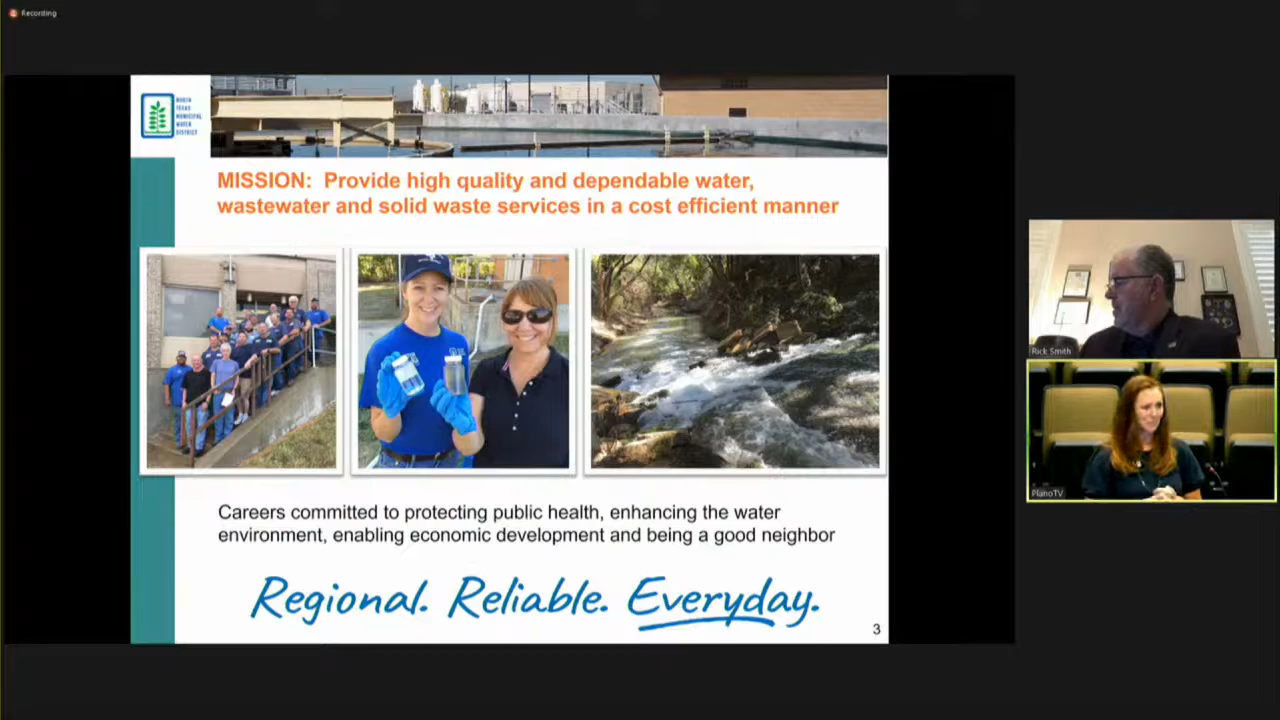 Recording
NORTH
TEXAS
MUNICIPAL
WATER
DISTRICT
MISSION: Provide high quality and dependable water,
wastewater and solid waste services in a cost efficient manner
Careers committed to protecting public health, enhancing the water
environment, enabling economic development and being a good neighbor
Regional. Reliable. Everyday.
3
Rick Smith
PlanoTV